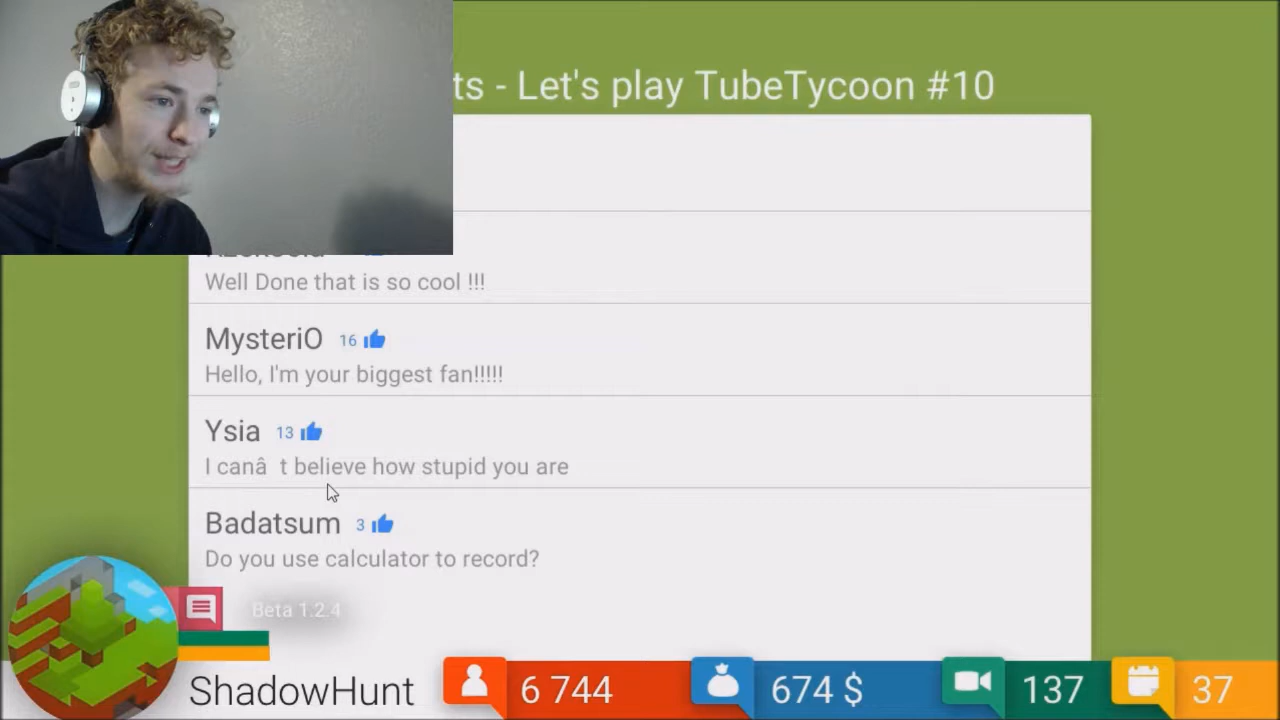 ts - Let's play TubeTycoon #10
Well Done that is so cool !!!
MysteriO 16
Hello, I'm your biggest fan!!!!!
Ysia 13
I canâ t believe how stupid you are
Badatsum 3
Do you use calculator to record?
Beta 1.2.4
ShadowHunt 6 744 674 $ 137 37